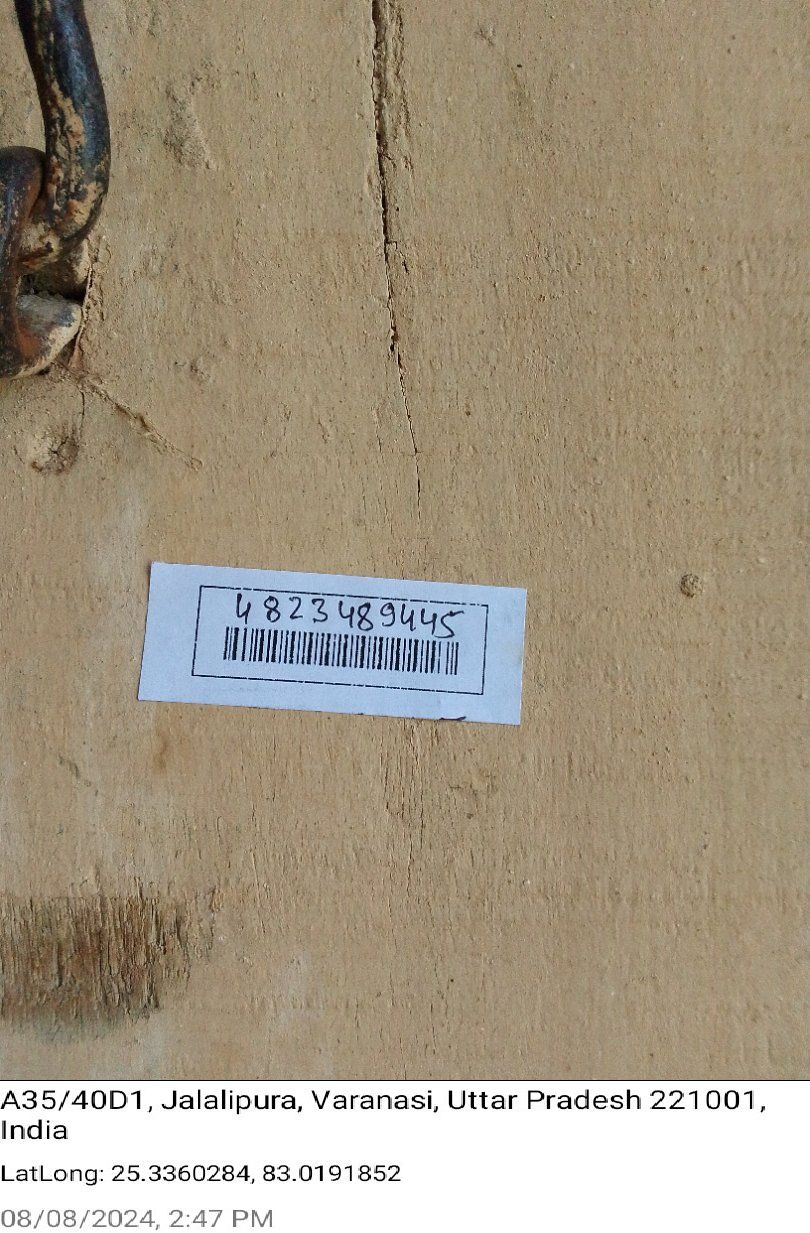 4823489445
A35/40D1, Jalalipura, Varanasi, Uttar Pradesh 221001,
India
LatLong: 25.3360284, 83.0191852
08/08/2024, 2:47 PM